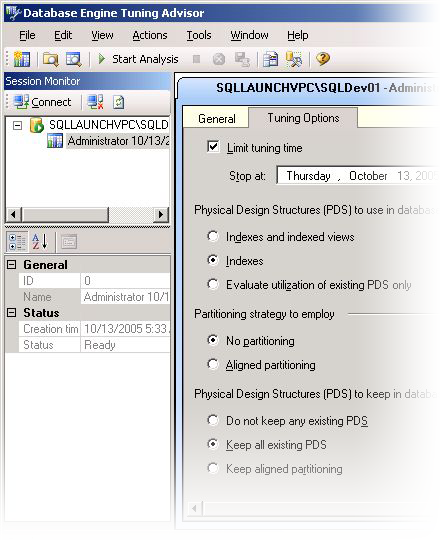 Database Engine Tuning Advisor
File Edit View Actions Tools Window Help
Start Analysis
Session Monitor
Connect
SQLLAUNCHVPC\SQLD
Administrator 10/13/2
General
ID 0
Name Administrator 10/1
Status
Creation tim 10/13/2005 5:33
Status Ready
SQLLAUNCHVPC\SQLDev01 - Administ
General Tuning Options
Limit tuning time
Stop at: Thursday , October 13, 2005
Physical Design Structures (PDS) to use in database
Indexes and indexed views
Indexes
Evaluate utilization of existing PDS only
Partitioning strategy to employ
No partitioning
Aligned partitioning
Physical Design Structures (PDS) to keep in databa
Do not keep any existing PDS
Keep all existing PDS
Keep aligned partitioning